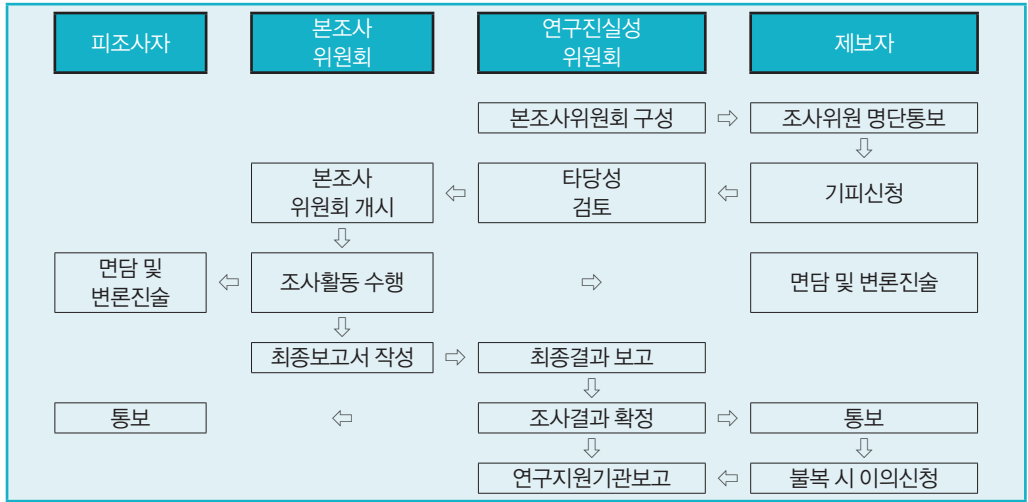 피조사자
본조사
위원회
연구진실성
위원회
제보자
본조사위원회 구성
조사위원 명단통보
본조사
위원회 개시
타당성
검토
기피신청
면담 및
변론진술
조사활동 수행
면담 및 변론진술
최종보고서 작성
최종결과 보고
통보
조사결과 확정
통보
연구지원기관보고
불복 시 이의신청